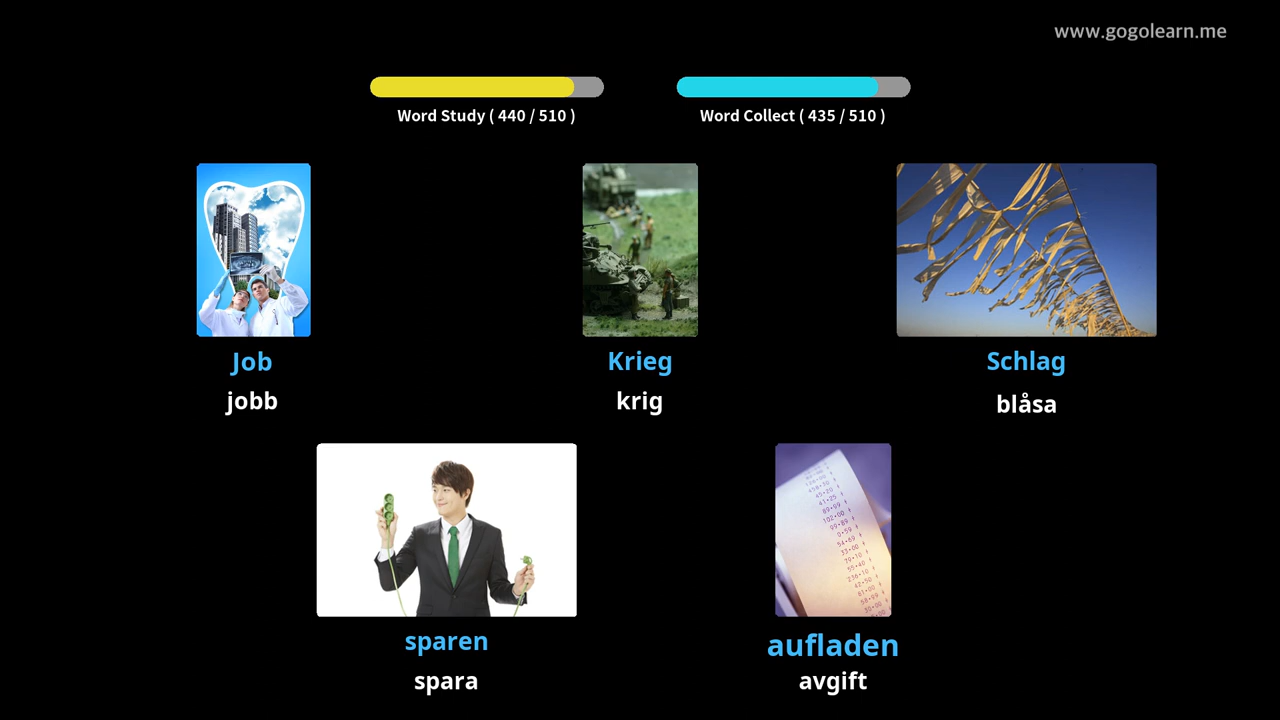 www.gogolearn.me
Word Study ( 440 / 510 )
Word Collect ( 435 / 510 )
Job
jobb
Krieg
krig
Schlag
blåsa
sparen
spara
aufladen
avgift